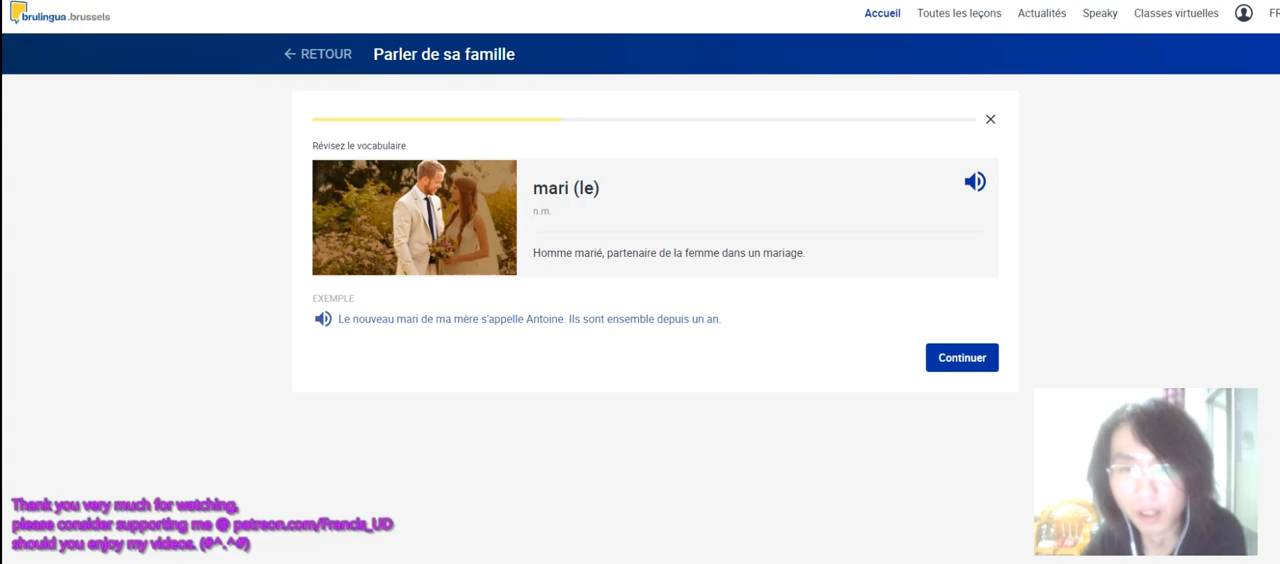 brulingua.brussels
Accueil Toutes les leçons Actualités Speaky Classes virtuelles FR
← RETOUR Parler de sa famille
Révisez le vocabulaire
mari (le)
n.m.
Homme marié, partenaire de la femme dans un mariage.
EXEMPLE
Le nouveau mari de ma mère s'appelle Antoine. Ils sont ensemble depuis un an.
Continuer
Thank you very much for watching,
please consider supporting me @ patreon.com/Francis_UD
should you enjoy my videos. (#^.^#)